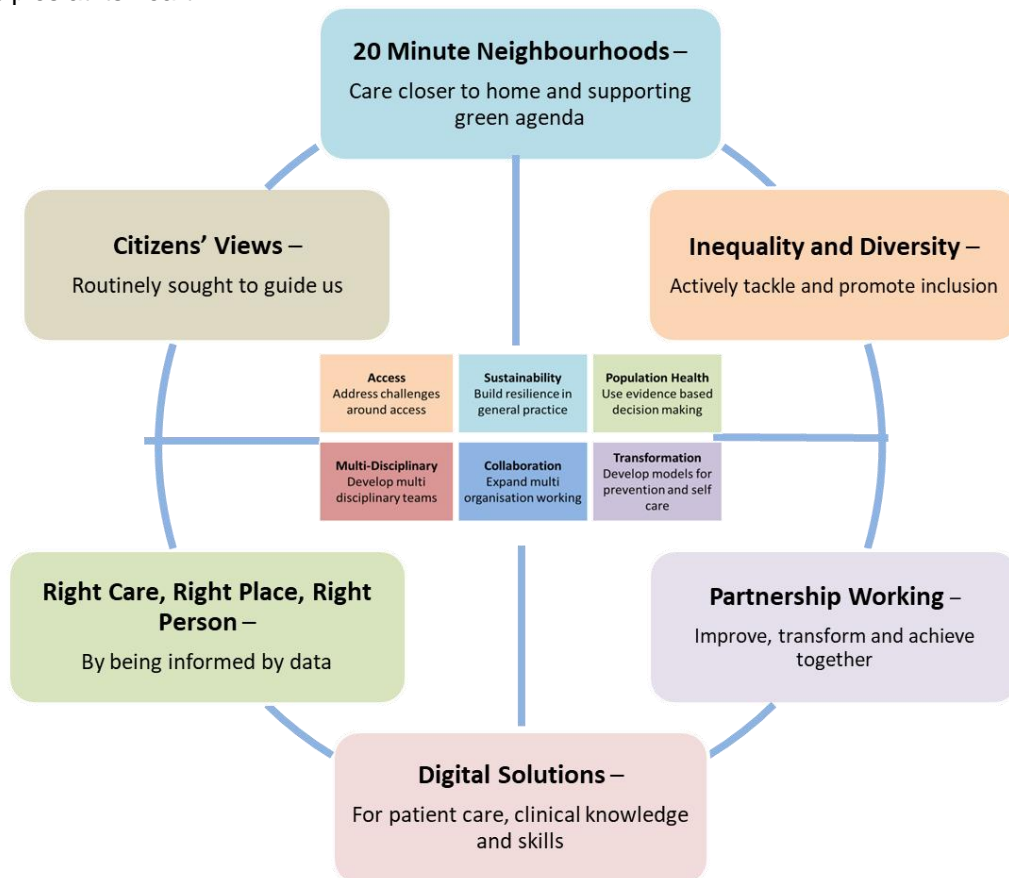 20 Minute Neighbourhoods –
Care closer to home and supporting
green agenda
Citizens’ Views –
Routinely sought to guide us
Inequality and Diversity –
Actively tackle and promote inclusion
Access
Address challenges
around access
Sustainability
Build resilience in
general practice
Population Health
Use evidence based
decision making
Multi-Disciplinary
Develop multi
disciplinary teams
Collaboration
Expand multi
organisation working
Transformation
Develop models for
prevention and self
care
Right Care, Right Place, Right
Person –
By being informed by data
Partnership Working –
Improve, transform and achieve
together
Digital Solutions –
For patient care, clinical knowledge
and skills